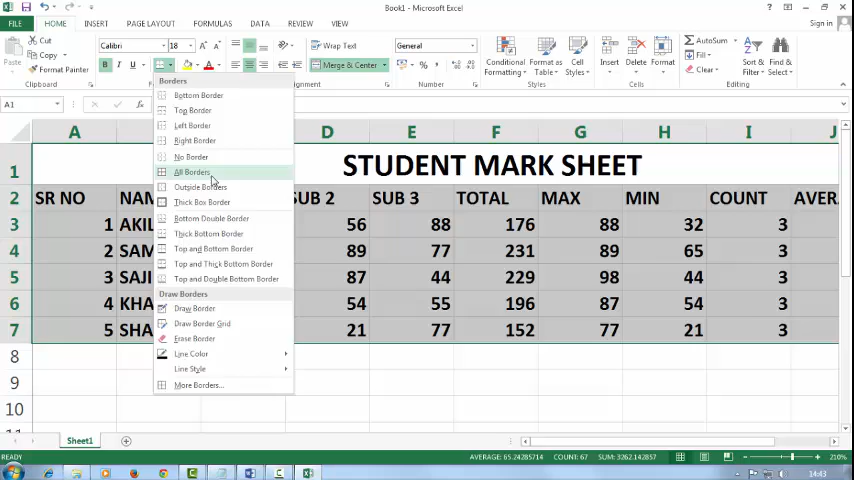 Book1 - Microsoft Excel
FILE HOME INSERT PAGE LAYOUT FORMULAS DATA REVIEW VIEW Sign in
Cut
Copy
Format Painter
Paste
Clipboard
Calibri 18
B I U
Wrap Text
Merge & Center
General
Conditional Formatting
Format as Table
Cell Styles
Insert Delete Format
AutoSum
Fill
Clear
Sort & Filter
Find & Select
Styles Cells Editing
A1
Borders
Bottom Border
Top Border
Left Border
Right Border
No Border
All Borders
Outside Borders
Thick Box Border
Bottom Double Border
Thick Bottom Border
Top and Bottom Border
Top and Thick Bottom Border
Top and Double Bottom Border
Draw Borders
Draw Border
Draw Border Grid
Erase Border
Line Color
Line Style
More Borders...
A D E F G H I J
1 STUDENT MARK SHEET
2 SR NO NAM SUB 2 SUB 3 TOTAL MAX MIN COUNT AVERA
3 1 AKIL 56 88 176 88 32 3
4 2 SAM 89 77 231 89 65 3
5 3 SAJI 87 44 229 98 44 3
6 4 KHA 54 55 196 87 54 3
7 5 SHA 21 77 152 77 21 3
8
9
10
Sheet1
READY AVERAGE: 65.24285714 COUNT: 67 SUM: 3262.142857 210%
14:43